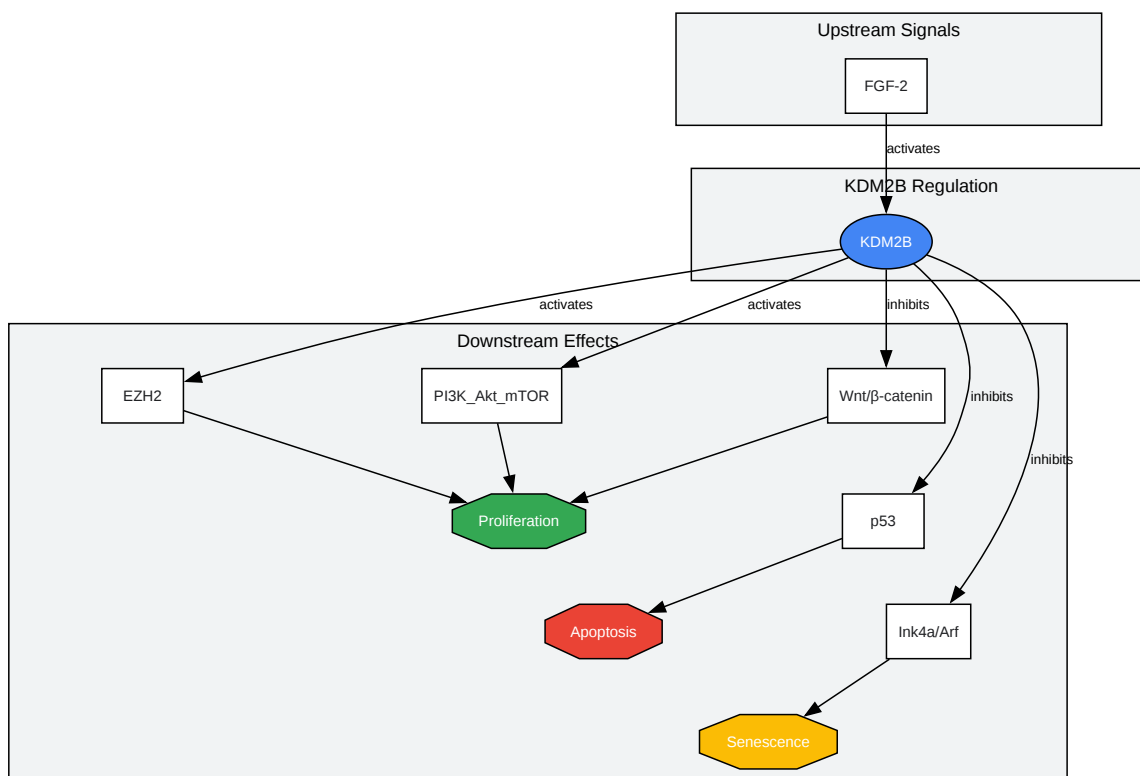 Upstream Signals
FGF-2
activates
KDM2B Regulation
KDM2B
activates
activates
inhibits
Downstream Effects
EZH2
PI3K_Akt_mTOR
Wnt/β-catenin
inhibits
inhibits
Proliferation
p53
Apoptosis
Ink4a/Arf
Senescence